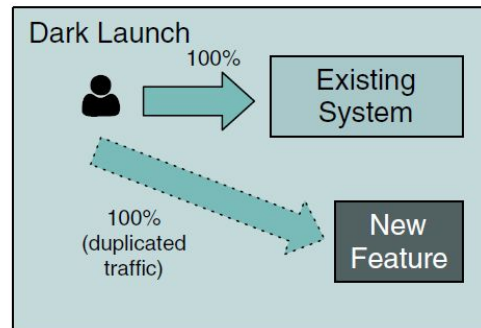 Dark Launch
100%
Existing
System
100%
(duplicated
traffic)
New
Feature